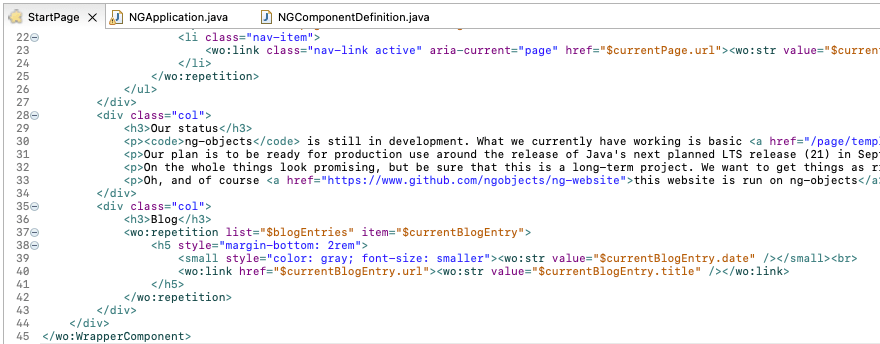 StartPage NGApplication.java NGComponentDefinition.java
22 <li class="nav-item">
23 <wo:link class="nav-link active" aria-current="page" href="$currentPage.url"><wo:str value="$curren
24 </li>
25 </wo:repetition>
26 </ul>
27 </div>
28 <div class="col">
29 <h3>Our status</h3>
30 <p><code>ng-objects</code> is still in development. What we currently have working is basic <a href="/page/temp
31 <p>Our plan is to be ready for production use around the release of Java's next planned LTS release (21) in Sept
32 <p>On the whole things look promising, but be sure that this is a long-term project. We want to get things as ri
33 <p>Oh, and of course <a href="https://www.github.com/ngobjects/ng-website">this website is run on ng-objects</a
34 </div>
35 <div class="col">
36 <h3>Blog</h3>
37 <wo:repetition list="$blogEntries" item="$currentBlogEntry">
38 <h5 style="margin-bottom: 2rem">
39 <small style="color: gray; font-size: smaller"><wo:str value="$currentBlogEntry.date" /></small><br>
40 <wo:link href="$currentBlogEntry.url"><wo:str value="$currentBlogEntry.title" /></wo:link>
41 </h5>
42 </wo:repetition>
43 </div>
44 </div>
45 </wo:WrapperComponent>